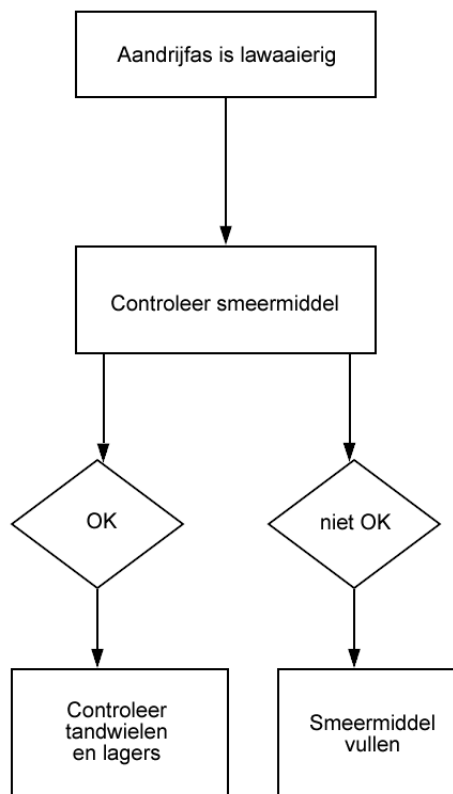 Aandrijfas is lawaaierig
Controleer smeermiddel
OK
niet OK
Controleer
tandwielen
en lagers
Smeermiddel
vullen